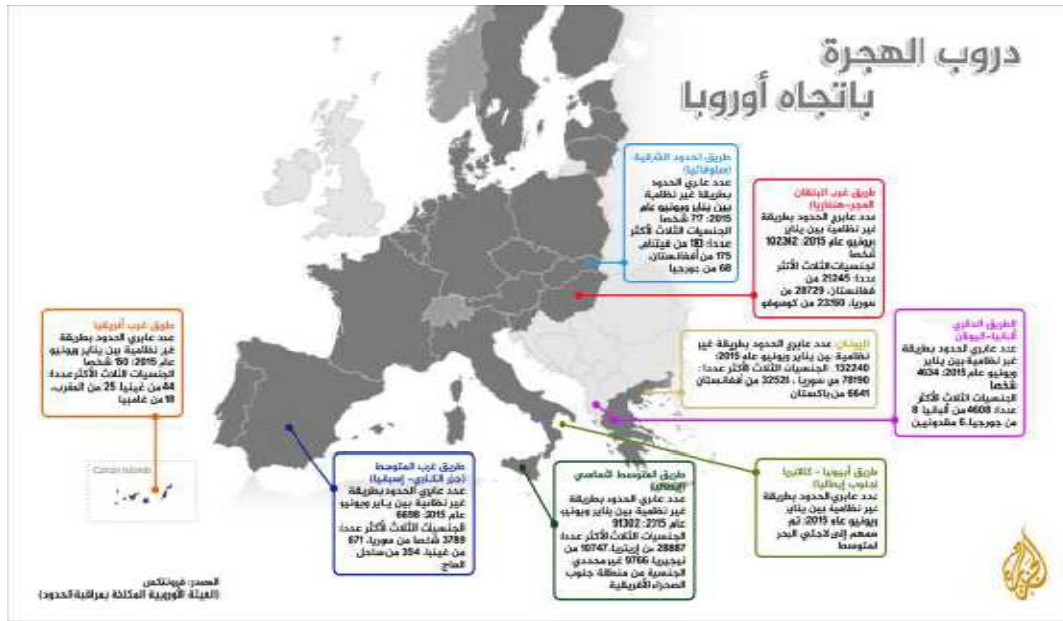 دروب الهجرة
باتجاه أوروبا
طريق الحدود الشرقية
(سلوفاكيا)
عدد عابري الحدود
بطريقة غير نظامية
بين يناير ويونيو عام
2015: 717 شخصا
الجنسيات الثلاث الأكثر
عددا: 183 من فيتنام،
175 من أفغانستان،
68 من جورجيا
طريق غرب البلقان
المجر-هنغاريا)
عدد عابري الحدود بطريقة
غير نظامية بين يناير
ويونيو عام 2015: 102342
شخصا
الجنسيات الثلاث الأكثر
عددا: 21245 من
فغانستان، 28729 من
سوريا، 23190 من كوسوفو
طريق غرب أفريقيا
عدد عابري الحدود بطريقة
غير نظامية بين يناير ويونيو
عام 2015: 150 شخصا
الجنسيات الثلاث الأكثر عددا:
44 من غينيا 25 من المغرب،
18 من غامبيا
Canary Islands
اليونان: عدد عابري الحدود بطريقة غير
نظامية بين يناير ويونيو عام 2015:
132240 الجنسيات الثلاث الأكثر عددا:
78190 من سوريا ، 32521 من أفغانستان
6641 من باكستان
الطريق الدائري
ألبانيا-اليونان
عدد عابري الحدود بطريقة
غير نظامية بين يناير
ويونيو عام 2015: 4634
شخصا
الجنسيات الثلاث الأكثر
عددا: 4608 من ألبانيا 8
من جورجيا، 6 مقدونيين
طريق غرب المتوسط
(جزر الكناري- إسبانيا)
عدد عابري الحدود بطريقة
غير نظامية بين يناير ويونيو
عام 2015: 6698
الجنسيات الثلاث الأكثر عددا:
3789 شخصا من سوريا، 671
من غينيا، 354 من ساحل
العاج
طريق المتوسط الأساسي
(إيطاليا)
عدد عابري الحدود بطريقة
غير نظامية بين يناير ويونيو
عام 2015: 91302
الجنسيات الثلاث الأكثر عددا:
28887 من إريتريا، 10747 من
نيجيريا 9766 غير محددي
الجنسية من منطقة جنوب
الصحراء الأفريقية
طريق أبيوليا - كالابريا
(جنوب إيطاليا)
عدد عابري الحدود بطريقة
غير نظامية بين يناير
ويونيو عام 2015: تم
ضمهم إلى لاجئي البحر
المتوسط
المصدر: فرونتكس
(الهيئة الأوروبية المكلفة بمراقبة الحدود)
الجزيرة